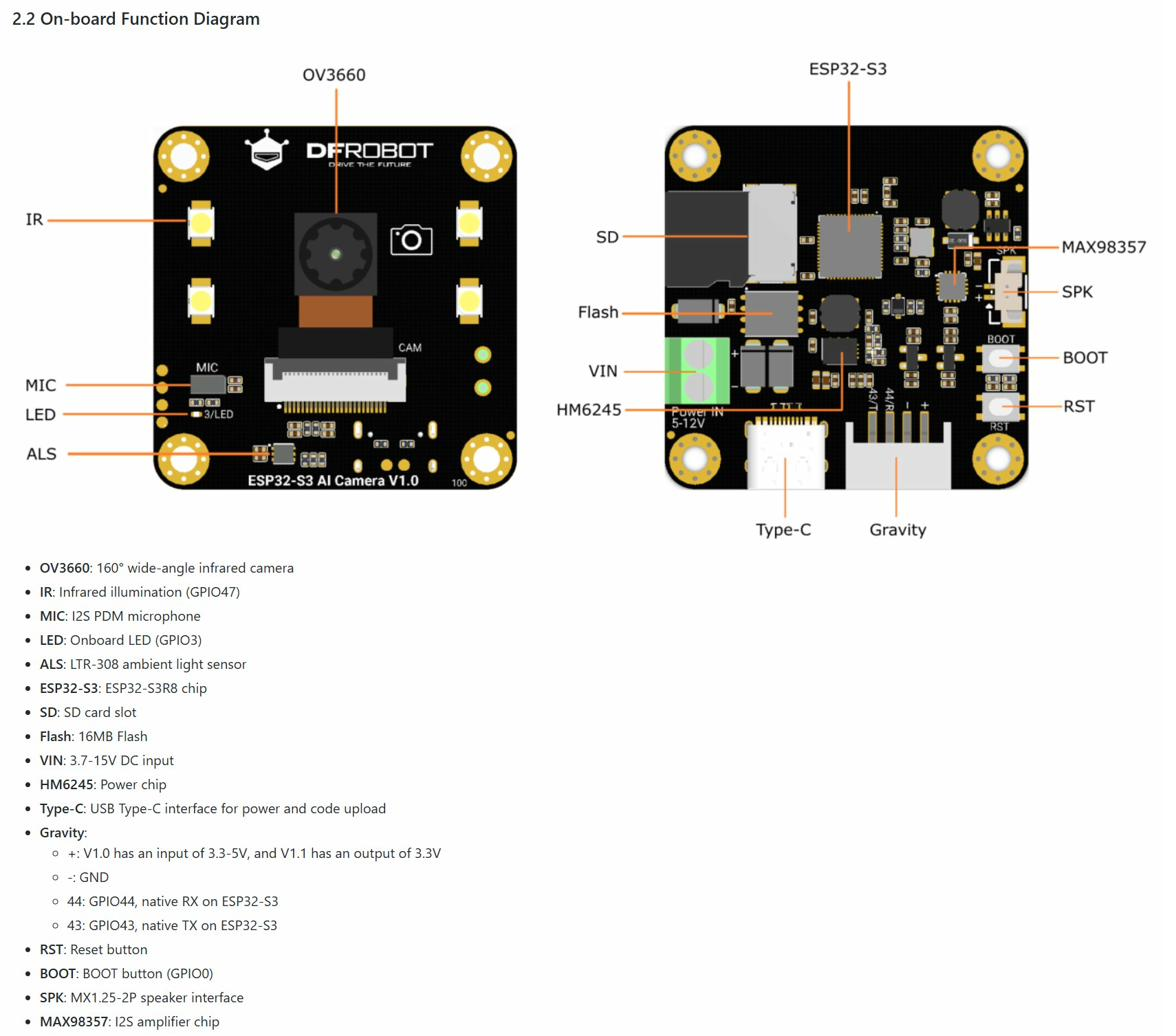 2.2 On-board Function Diagram
OV3660
ESP32-S3
DFROBOT
DRIVE THE FUTURE
IR
SD
MAX98357
SPK
SPK
Flash
CAM
BOOT
BOOT
MIC
VIN
MIC
+
−
LED
3/LED
HM6245
Power IN
5-12V
43/T
44/R
−
+
RST
RST
ALS
ESP32-S3 AI Camera V1.0
100
Type-C
Gravity
• OV3660: 160° wide-angle infrared camera
• IR: Infrared illumination (GPIO47)
• MIC: I2S PDM microphone
• LED: Onboard LED (GPIO3)
• ALS: LTR-308 ambient light sensor
• ESP32-S3: ESP32-S3R8 chip
• SD: SD card slot
• Flash: 16MB Flash
• VIN: 3.7-15V DC input
• HM6245: Power chip
• Type-C: USB Type-C interface for power and code upload
• Gravity:
○ +: V1.0 has an input of 3.3-5V, and V1.1 has an output of 3.3V
○ -: GND
○ 44: GPIO44, native RX on ESP32-S3
○ 43: GPIO43, native TX on ESP32-S3
• RST: Reset button
• BOOT: BOOT button (GPIO0)
• SPK: MX1.25-2P speaker interface
• MAX98357: I2S amplifier chip